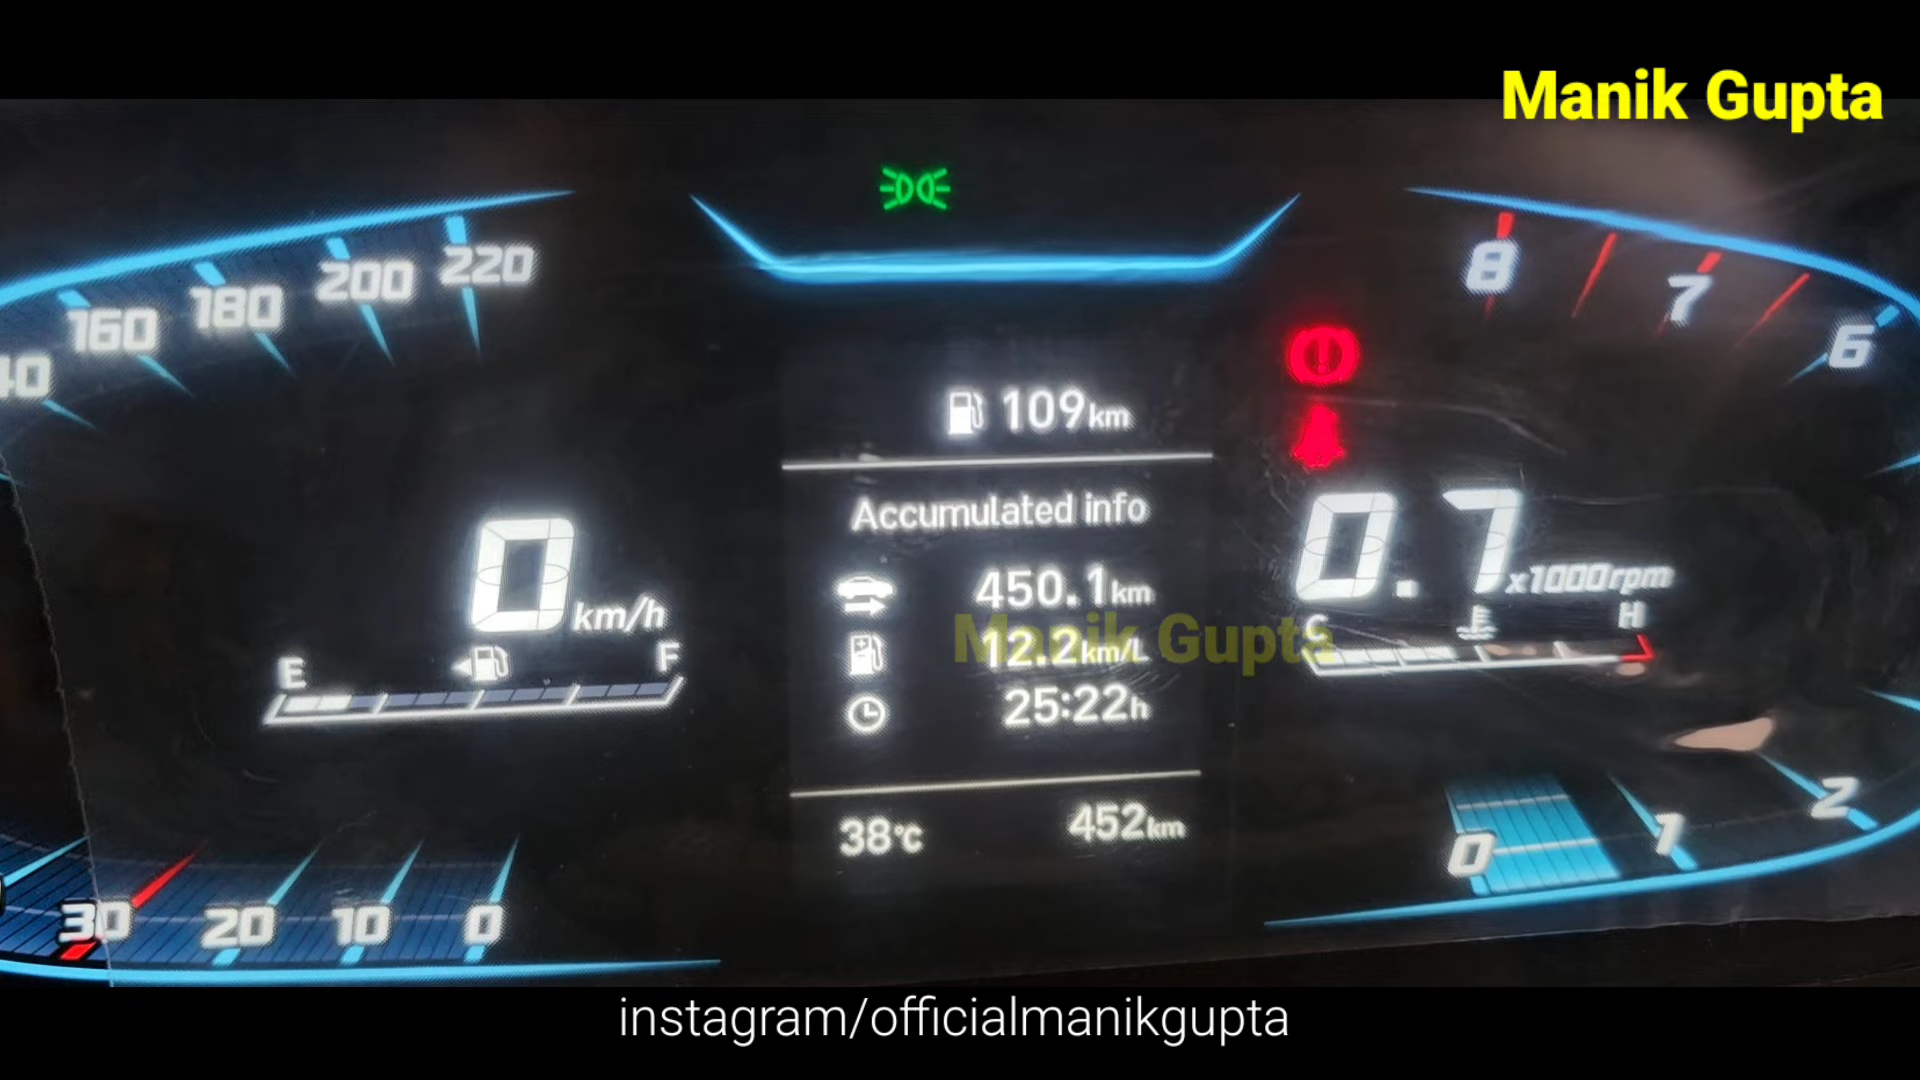 Manik Gupta
160
180
200
220
8
7
6
109km
Accumulated info
450.1km
12.2km/L
25:22h
Manik Gupta
0km/h
E
F
0.7x1000rpm
C
H
38°C
452km
30
20
10
0
0
1
2
instagram/officialmanikgupta